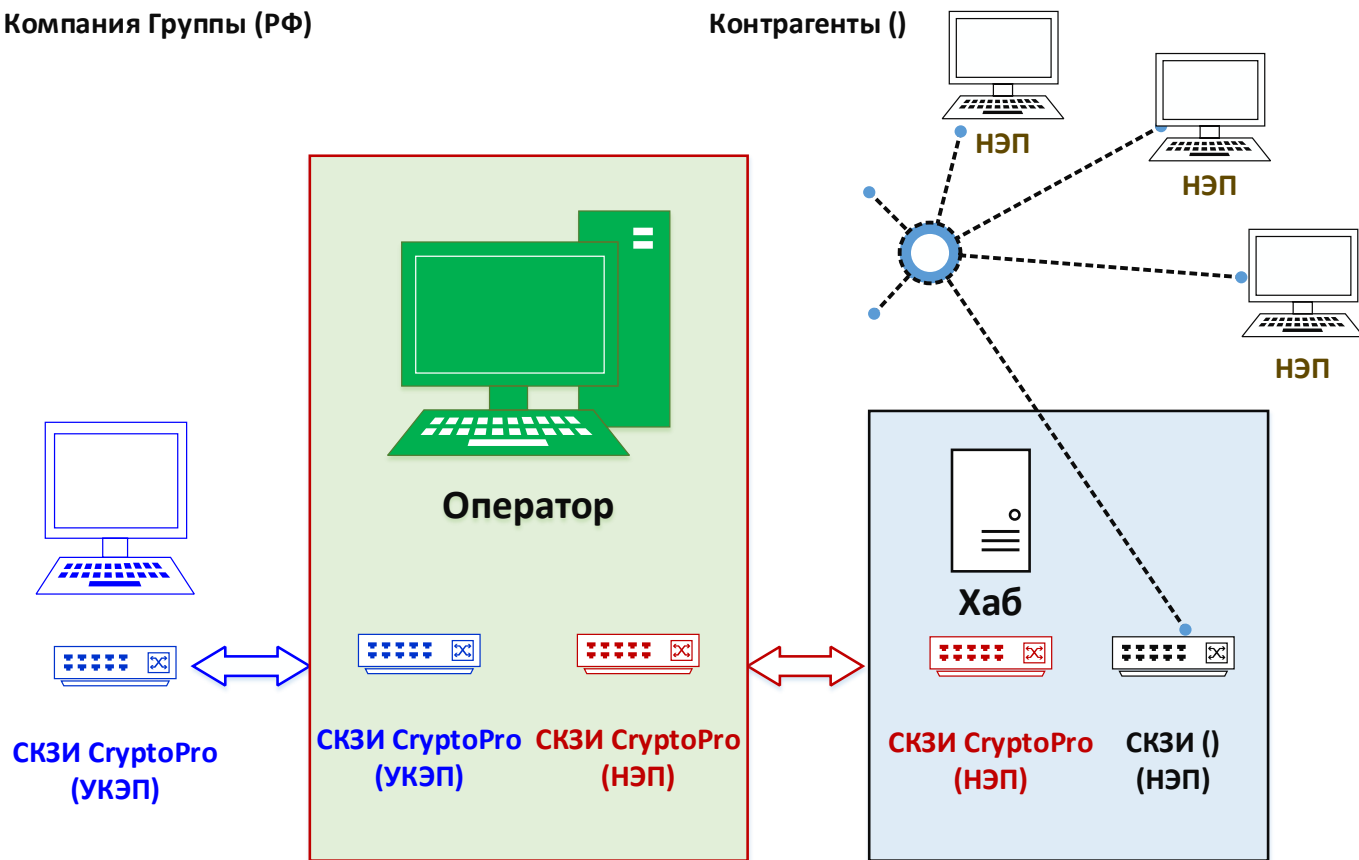 Компания Группы (РФ)
Контрагенты ()
НЭП
НЭП
НЭП
Оператор
Хаб
СКЗИ CryptoPro
(УКЭП)
СКЗИ CryptoPro
(УКЭП)
СКЗИ CryptoPro
(НЭП)
СКЗИ CryptoPro
(НЭП)
СКЗИ ()
(НЭП)